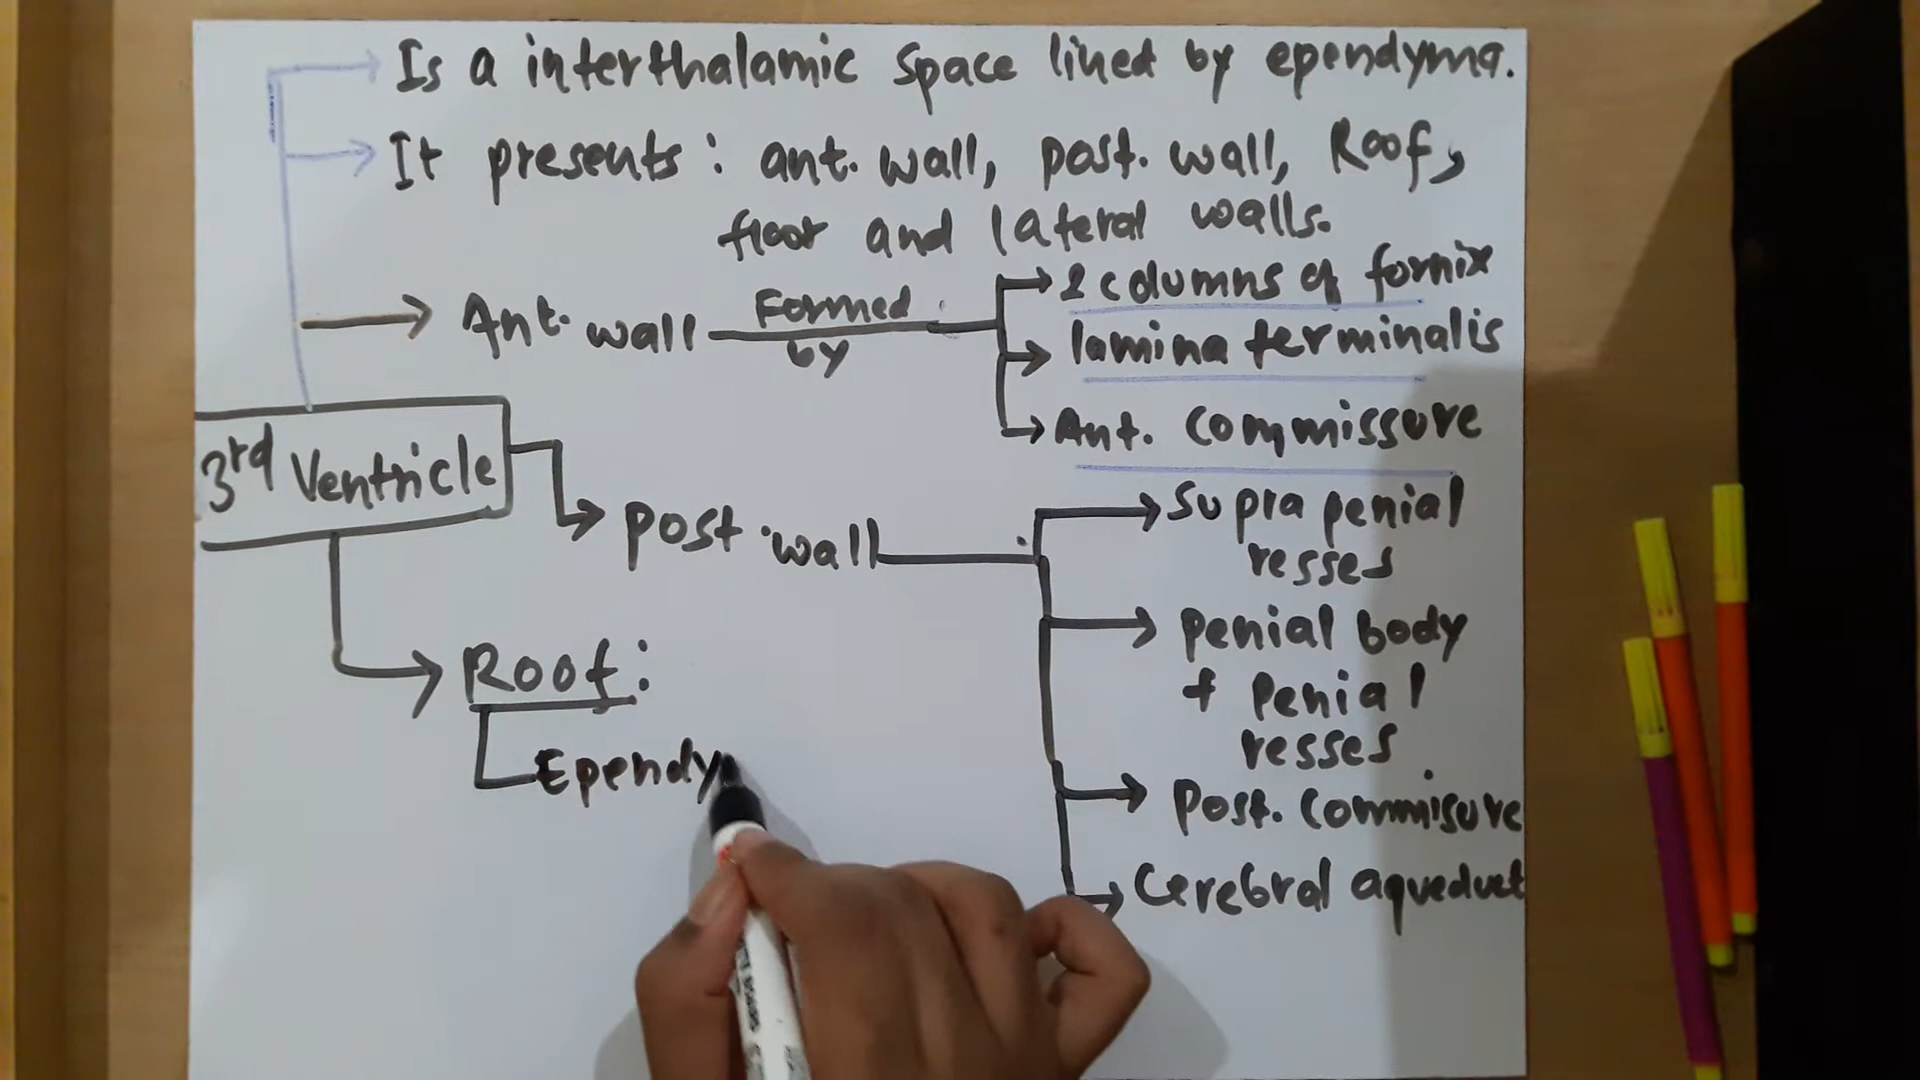 Is a interthalamic space lined by ependyma.
It presents: ant. wall, post. wall, Roof,
floor and lateral walls.
Ant. wall Formed by
2 columns of fornix
lamina terminalis
Ant. commissure
3rd Ventricle
post. wall
Supra penial
resses
penial body
+ Penial
resses
Post. commisure
Cerebral aqueduct
Roof:
Ependy